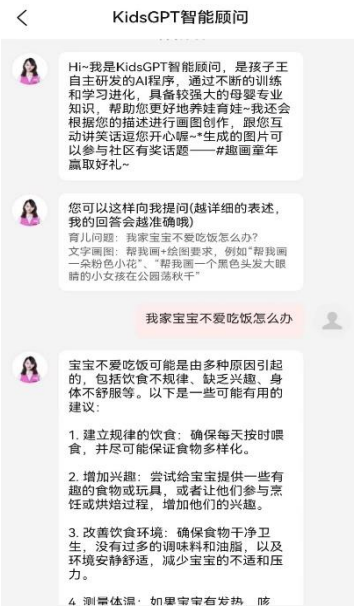 KidsGPT智能顾问
Hi~我是KidsGPT智能顾问，是孩子王
自主研发的AI程序，通过不断的训练
和学习进化，具备较强大的母婴专业
知识，帮助您更好地养娃育娃~我还会
根据您的描述进行画图创作，跟您互
动讲笑话逗您开心喔~*生成的图片可
以参与社区有奖话题——#趣画童年
赢取好礼~
您可以这样向我提问(越详细的表述，
我的回答会越准确哦)
育儿问题：我家宝宝不爱吃饭怎么办？
文字画图：帮我画+绘图要求，例如“帮我画
一朵粉色小花”、“帮我画一个黑色头发大眼
睛的小女孩在公园荡秋千”
我家宝宝不爱吃饭怎么办
宝宝不爱吃饭可能是由多种原因引起
的，包括饮食不规律、缺乏兴趣、身
体不舒服等。以下是一些可能有用的
建议：
1. 建立规律的饮食：确保每天按时喂
食，并尽可能保证食物多样化。
2. 增加兴趣：尝试给宝宝提供一些有
趣的食物或玩具，或者让他们参与烹
饪或烘焙过程，增加他们的兴趣。
3. 改善饮食环境：确保食物干净卫
生，没有过多的调味料和油脂，以及
环境安静舒适，减少宝宝的不适和压
力。
4. 测量体温：如果宝宝有发热、咳